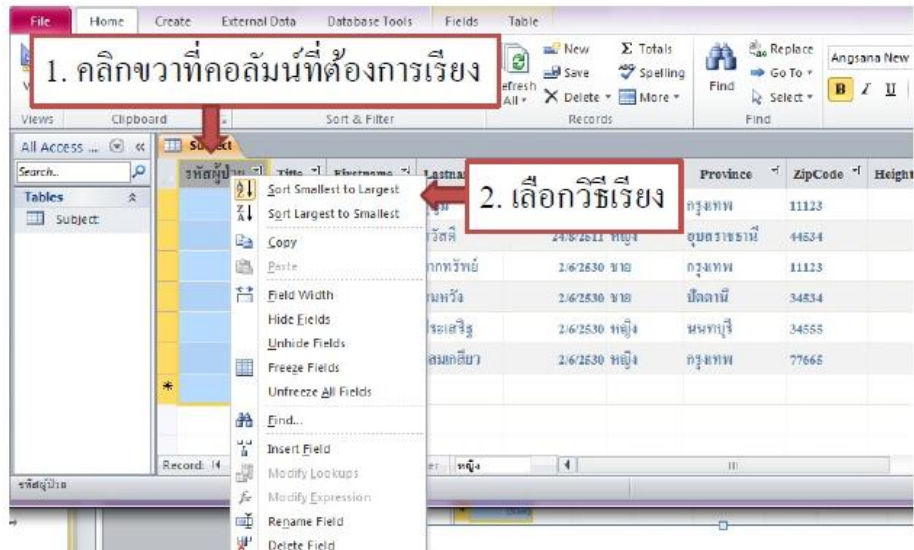 File Home Create External Data Database Tools Fields Table
1. คลิกขวาที่คอลัมน์ที่ต้องการเรียง
New Σ Totals Replace Angsana New
Save Spelling Go To
All Delete More Find Select B I U
Views Sort & Filter Records Find
All Access ... « Subject
Search.. รหัสผู้ป่วย Title Firstname Province ZipCode Height
2. เลือกวิธีเรียง
Tables
Subject
Sort Smallest to Largest กรุงเทพ 11123
Sort Largest to Smallest หญิง อุบลราชธานี 44534
Copy
Paste 2/6/2530 ชาย กรุงเทพ 11123
Field Width 2/6/2530 ชาย ปัตตานี 34534
Hide Fields
Unhide Fields 2/6/2530 หญิง นนทบุรี 34555
Freeze Fields 2/6/2530 หญิง กรุงเทพ 77665
Unfreeze All Fields
*
Find...
Insert Field
Record: หญิง
Modify Lookups
รหัสผู้ป่วย
Modify Expression
Rename Field
Delete Field